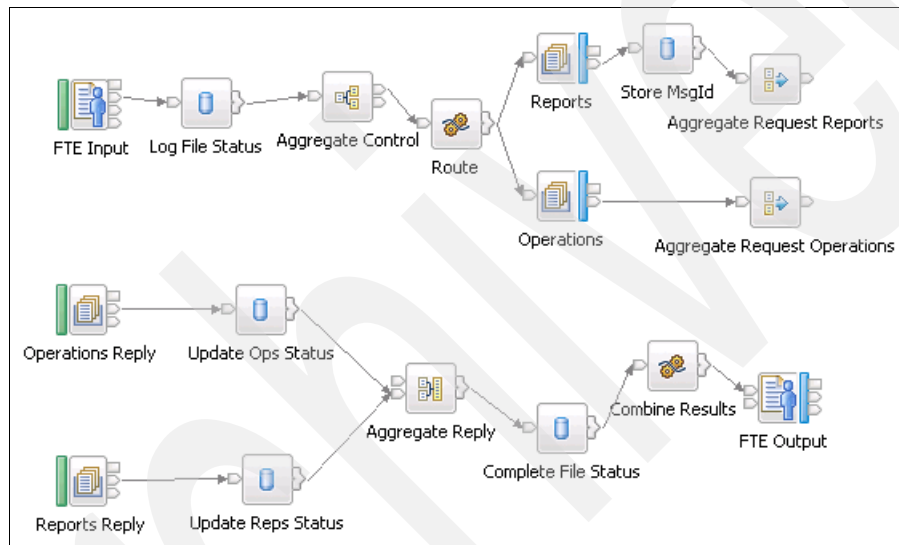 FTE Input
Log File Status
Aggregate Control
Route
Reports
Store MsgId
Aggregate Request Reports
Operations
Aggregate Request Operations
Operations Reply
Update Ops Status
Aggregate Reply
Complete File Status
Combine Results
FTE Output
Reports Reply
Update Reps Status